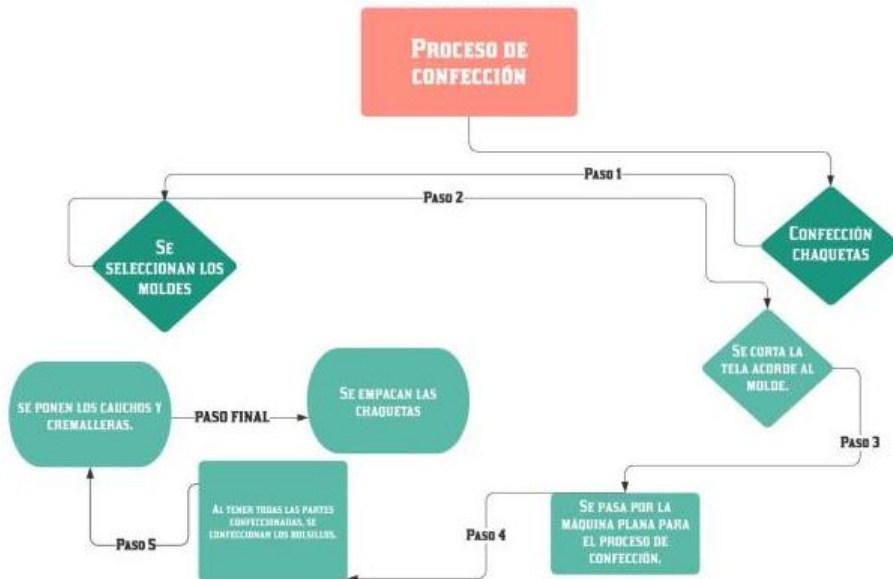 PROCESO DE
CONFECCIÓN
PASO 1
PASO 2
CONFECCIÓN
CHAQUETAS
SE
SELECCIONAN LOS
MOLDES
SE CORTA LA
TELA ACORDE AL
MOLDE.
PASO 3
SE PASA POR LA
MÁQUINA PLANA PARA
EL PROCESO DE
CONFECCIÓN.
PASO 4
AL TENER TODAS LAS PARTES
CONFECCIONADAS, SE
CONFECCIONAN LOS BOLSILLOS.
PASO 5
SE PONEN LOS CAUCHOS Y
CREMALLERAS.
PASO FINAL
SE EMPACAN LAS
CHAQUETAS